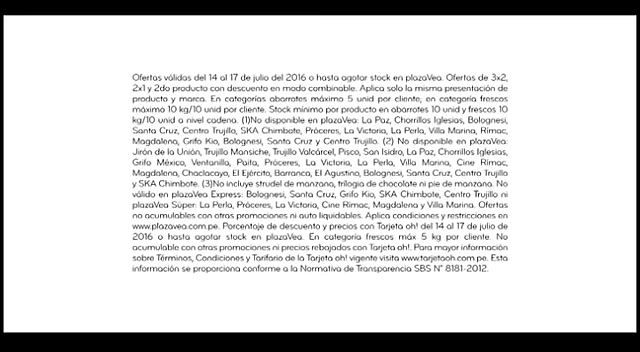 Ofertas válidas del 14 al 17 de julio del 2016 o hasta agotar stock en plazaVea. Ofertas de 3x2,
2x1 y 2do producto con descuento en modo combinable. Aplica solo la misma presentación de
producto y marca. En categorías abarrotes máximo 5 unid por cliente; en categoría frescos
máximo 10 kg/10 unid por cliente. Stock mínimo por producto en abarrotes 10 unid y frescos 10
kg/10 unid a nivel cadena. (1)No disponible en plazaVea: La Paz, Chorrillos Iglesias, Bolognesi,
Santa Cruz, Centro Trujillo, SKA Chimbote, Próceres, La Victoria, La Perla, Villa Marina, Rímac,
Magdalena, Grifo Kio, Bolognesi, Santa Cruz y Centro Trujillo. (2) No disponible en plazaVea:
Jirón de la Unión, Trujillo Mansiche, Trujillo Valcárcel, Pisco, San Isidro, La Paz, Chorrillos Iglesias,
Grifo México, Ventanilla, Paita, Próceres, La Victoria, La Perla, Villa Marina, Cine Rímac,
Magdalena, Chaclacayo, El Ejército, Barranca, El Agustino, Bolognesi, Santa Cruz, Centro Trujillo
y SKA Chimbote. (3)No incluye strudel de manzana, trilogía de chocolate ni pie de manzana. No
válido en plazaVea Express: Bolognesi, Santa Cruz, Grifo Kio, SKA Chimbote, Centro Trujillo ni
plazaVea Súper: La Perla, Próceres, La Victoria, Cine Rímac, Magdalena y Villa Marina. Ofertas
no acumulables con otras promociones ni auto liquidables. Aplica condiciones y restricciones en
www.plazavea.com.pe. Porcentaje de descuento y precios con Tarjeta oh! del 14 al 17 de julio de
2016 o hasta agotar stock en plazaVea. En categoría frescos máx 5 kg por cliente. No
acumulable con otras promociones ni precios rebajados con Tarjeta oh!. Para mayor información
sobre Términos, Condiciones y Tarifario de la Tarjeta oh! vigente visita www.tarjetaoh.com.pe. Esta
información se proporciona conforme a la Normativa de Transparencia SBS N° 8181-2012.